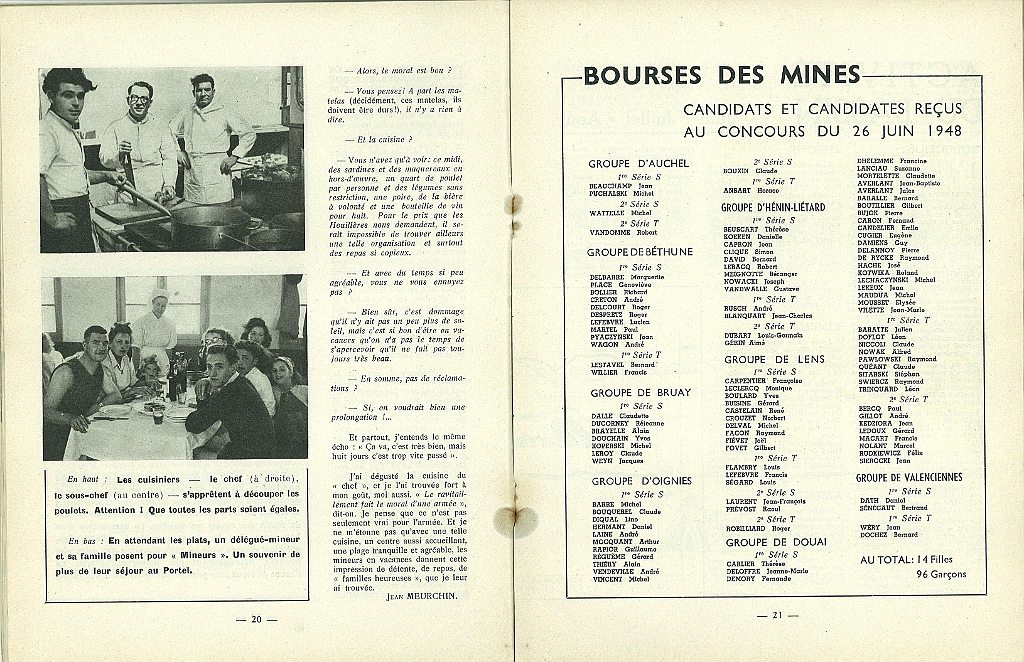 — Alors, le moral est bon ?
— Vous pensez! A part les ma-
telas (décidément, ces matelas, ils
doivent être durs!), il n'y a rien à
dire.
— Et la cuisine ?
— Vous n'avez qu'à voir : ce midi,
des sardines et des maquereaux en
hors-d'œuvre, un quart de poulet
par personne et des légumes sans
restriction, une poire, de la bière
à volonté et une bouteille de vin
pour huit. Pour le prix que les
Houillères nous demandent, il se-
rait impossible de trouver ailleurs
une telle organisation et surtout
des repas si copieux.
— Et avec du temps si peu
agréable, vous ne vous ennuyez
pas ?
— Bien sûr, c'est dommage
qu'il n'y ait pas un peu plus de so-
leil, mais c'est si bon d'être en va-
cances qu'on n'a pas le temps de
s'apercevoir qu'il ne fait pas tou-
jours très beau.
— En somme, pas de réclama-
tions ?
— Si, on voudrait bien une
prolongation !...
Et partout, j'entends le même
écho : « Ça va, c'est très bien, mais
huit jours c'est trop vite passé ».
J'ai dégusté la cuisine du
« chef », et je l'ai trouvée fort à
mon goût, moi aussi. « Le ravitail-
lement fait le moral d'une armée »,
dit-on. Je pense que ce n'est pas
seulement vrai pour l'armée. Et je
ne m'étonne pas qu'avec une telle
cuisine, un centre aussi accueillant,
une plage tranquille et agréable, les
mineurs en vacances donnent cette
impression de détente, de repos, de
« familles heureuses », que je leur
ai trouvée.
JEAN MEURCHIN.
En haut : Les cuisiniers — le chef (à droite),
le sous-chef (au centre) — s'apprêtent à découper les
poulets. Attention ! Que toutes les parts soient égales.
En bas : En attendant les plats, un délégué-mineur
et sa famille posent pour « Mineurs ». Un souvenir de
plus de leur séjour au Portel.
— 20 —
BOURSES DES MINES
CANDIDATS ET CANDIDATES REÇUS
AU CONCOURS DU 26 JUIN 1948
GROUPE D'AUCHEL
1re Série S
BEAUCHAMP Jean
PUCHALSKI Michel
2e Série S
WATTELLE Michel
2e Série T
VANDOMME Robert
GROUPE DE BÉTHUNE
1re Série S
DELDABRE Marguerite
PLACE Geneviève
BOLLIER Richard
CRETON André
DELCOURT Roger
DESPRETZ Roger
LEFEBVRE Lucien
MARTEL Paul
PYACZYNSKI Jean
WAGON André
1re Série T
LESTAVEL Bernard
WILLIER Francis
GROUPE DE BRUAY
1re Série S
DALLE Claudette
DUCORNEY Réjeanne
BRAYELLE Alain
DOUCHAIN Yves
KOPERSKI Michel
LEROY Claude
WEYN Jacques
GROUPE D'OIGNIES
1re Série S
BARRE Michel
BOUQUEREL Claude
DIQUAL Lino
HERMANT Daniel
LAINE André
MOCQUANT Arthur
RAPIOR Guillaume
RÉGUÈME Gérard
THIÉRY Alain
VENDEVILLE André
VINCENT Michel
2e Série S
BOUXIN Claude
1re Série T
ANSART Horace
GROUPE D'HÉNIN-LIÉTARD
1re Série S
BEUSCART Thérèse
KOEKEN Danielle
CAPRON Jean
CLIQUE Simon
DAVID Bernard
LEBACQ Robert
MEIGNOTTE Béranger
NOWACKI Joseph
VANDWALLE Gustave
1re Série T
RUSCH André
BLANQUART Jean-Charles
2e Série T
DUBART Louis-Germain
GÉRIN Aimé
GROUPE DE LENS
1re Série S
CARPENTIER Françoise
LECLERCQ Monique
BOULARD Yves
BUISINE Gérard
CASTELAIN René
CROUZET Norbert
DELVAL Michel
FACON Raymond
FIÉVET Joël
FOVET Gilbert
1re Série T
FLAMERY Louis
LEFEBVRE Francis
SÉGARD Louis
2e Série S
LAURENT Jean-François
PRÉVOST Raoul
2e Série T
ROBILLIARD Roger
GROUPE DE DOUAI
1re Série S
CARLIER Thérèse
DELOFFRE Jeanne-Marie
DEMORY Fernande
DHELEMME Francine
LANCIAU Suzanne
MORTELETTE Claudette
AVERLANT Jean-Baptiste
AVERLANT Jules
BARALLE Bernard
BOUTILLIER Gilbert
BUJOK Pierre
CARON Fernand
CANDELIER Emile
CUGIER Eugène
DAMIENS Guy
DELANNOY Pierre
DE RYCKE Raymond
HACHE José
KOTWIKA Roland
LECHACZYNSKI Michel
LEREUX Jean
MAUDUA Michel
MOUSSET Elysée
VILETTE Jean-Marie
1re Série T
BARATTE Julien
DOFLOT Léon
NICCOLI Claude
NOWAK Alfred
PAWLOWSKI Raymond
QUÉANT Claude
SITARSKI Stéphan
SWIERCZ Raymond
TRINQUARD Léon
2e Série T
BERCQ Paul
GILLOT André
KEDZIORA Jean
LEDOUX Gérard
MACART Francis
NOLANT Marcel
RUDKIEWICZ Félix
SIEROCKI Jean
GROUPE DE VALENCIENNES
1re Série S
DATH Daniel
SÉNÉCAUT Bertrand
1re Série T
WÉRY Jean
DOCHEZ Bernard
AU TOTAL : 14 Filles
96 Garçons
— 21 —